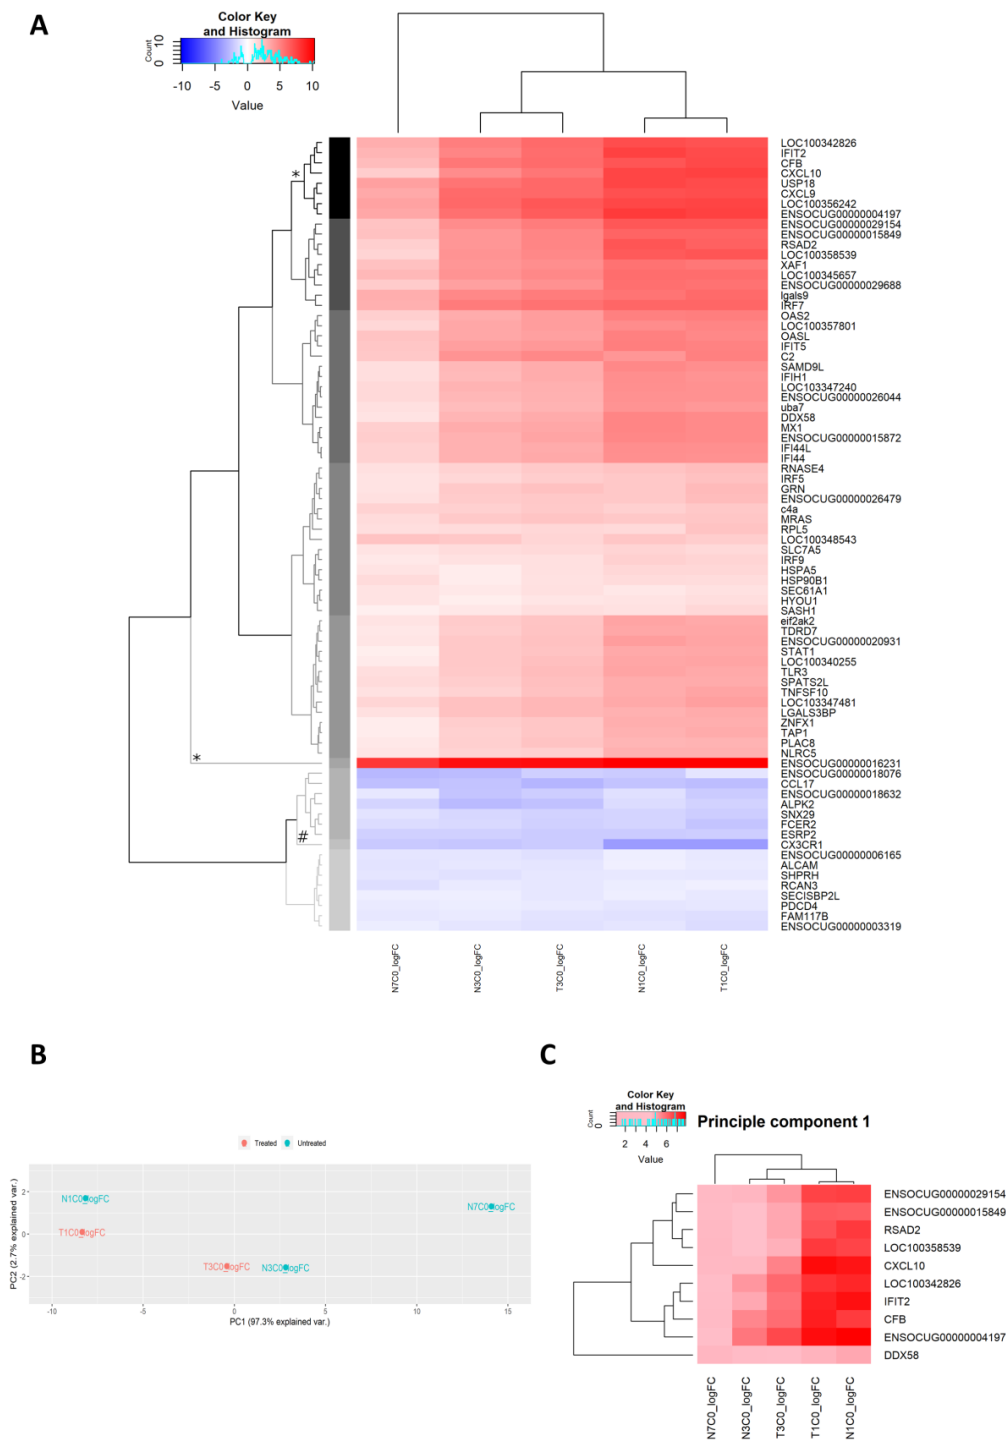 A
Color Key
and Histogram
Count
0 10
-10 -5 0 5 10
Value
*
LOC100342826
IFIT2
CFB
CXCL10
USP18
CXCL9
LOC100356242
ENSOCUG00000004197
ENSOCUG00000029154
ENSOCUG00000015849
RSAD2
LOC100358539
XAF1
LOC100345657
ENSOCUG00000029688
lgals9
IRF7
OAS2
LOC100357801
OASL
IFIT5
C2
SAMD9L
IFIH1
LOC103347240
ENSOCUG00000026044
uba7
DDX58
MX1
ENSOCUG00000015872
IFI44L
IFI44
RNASE4
IRF5
GRN
ENSOCUG00000026479
c4a
MRAS
RPL5
LOC100348543
SLC7A5
IRF9
HSPA5
HSP90B1
SEC61A1
HYOU1
SASH1
eif2ak2
TDRD7
ENSOCUG00000020931
STAT1
LOC100340255
TLR3
SPATS2L
TNFSF10
LOC103347481
LGALS3BP
ZNFX1
TAP1
PLAC8
NLRC5
*
ENSOCUG00000016231
ENSOCUG00000018076
CCL17
ENSOCUG00000018632
ALPK2
SNX29
FCER2
ESRP2
#
CX3CR1
ENSOCUG00000006165
ALCAM
SHPRH
RCAN3
SECISBP2L
PDCD4
FAM117B
ENSOCUG00000003319
N7C0_logFC
N3C0_logFC
T3C0_logFC
N1C0_logFC
T1C0_logFC
B
Treated Untreated
PC2 (2.7% explained var.)
2
0
-2
N1C0_logFC
T1C0_logFC
T3C0_logFC
N3C0_logFC
N7C0_logFC
-10 -5 0 5 10 15
PC1 (97.3% explained var.)
C
Color Key
and Histogram
Count
0
2 4 6
Value
Principle component 1
ENSOCUG00000029154
ENSOCUG00000015849
RSAD2
LOC100358539
CXCL10
LOC100342826
IFIT2
CFB
ENSOCUG00000004197
DDX58
N7C0_logFC
N3C0_logFC
T3C0_logFC
T1C0_logFC
N1C0_logFC